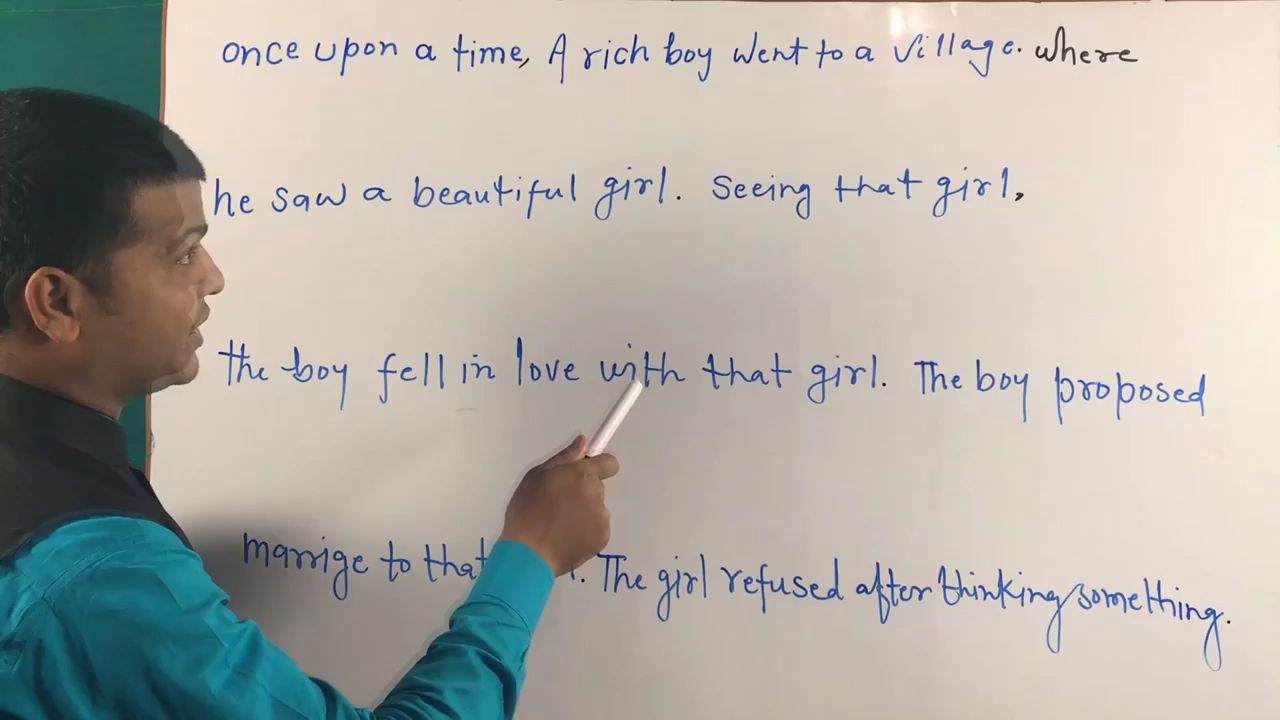 once upon a time, A rich boy went to a village. where
he saw a beautiful girl. Seeing that girl,
the boy fell in love with that girl. The boy proposed
marrige to that . The girl refused after thinking something.